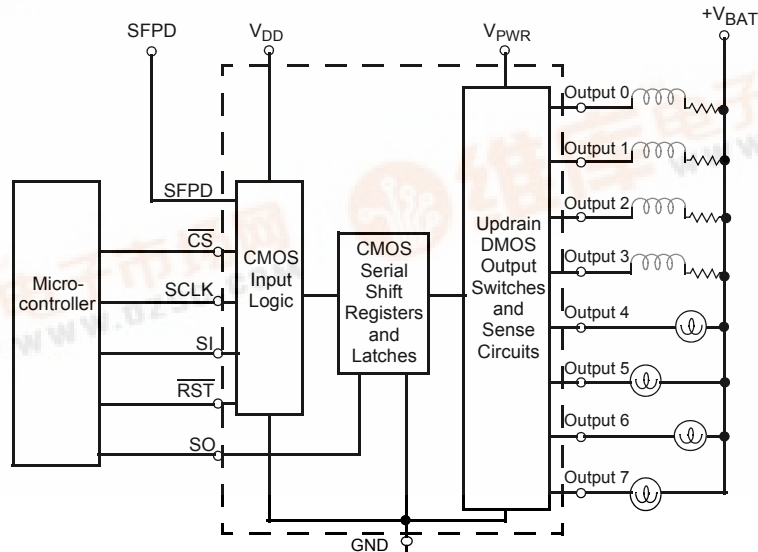 SFPD
VDD
VPWR
+VBAT
Output 0
Output 1
Output 2
Output 3
Output 4
Output 5
Output 6
Output 7
SFPD
CS
SCLK
SI
RST
SO
Micro-
controller
CMOS
Input
Logic
CMOS
Serial
Shift
Registers
and
Latches
Updrain
DMOS
Output
Switches
and
Sense
Circuits
GND